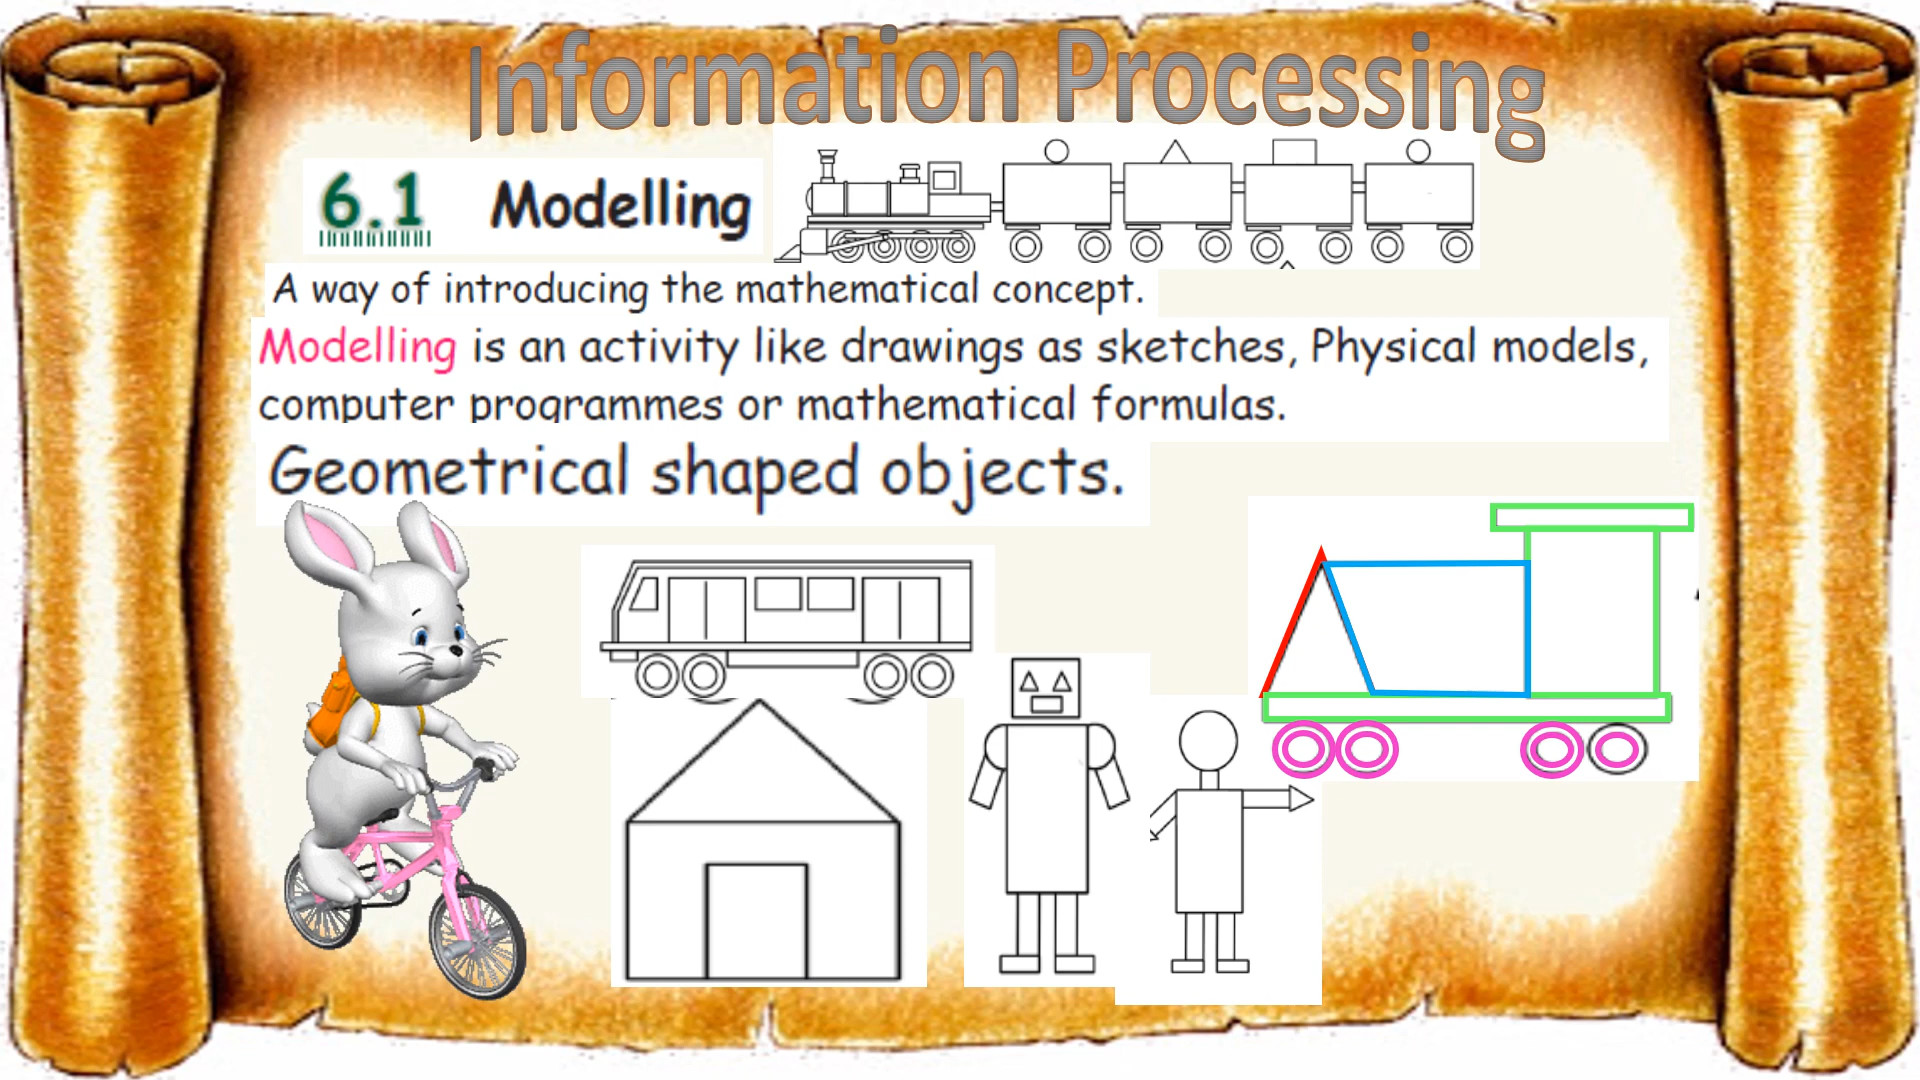 Information Processing
6.1 Modelling
A way of introducing the mathematical concept.
Modelling is an activity like drawings as sketches, Physical models,
computer programmes or mathematical formulas.
Geometrical shaped objects.